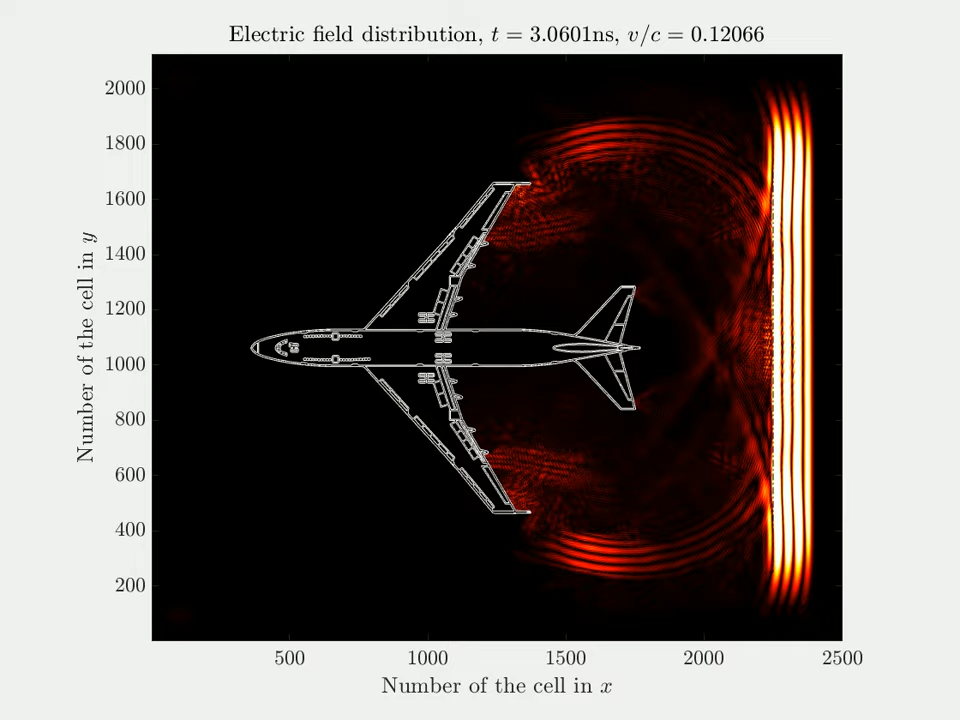 Electric field distribution, t = 3.0601ns, v/c = 0.12066
2000
1800
1600
1400
1200
1000
800
600
400
200
Number of the cell in y
500 1000 1500 2000 2500
Number of the cell in x